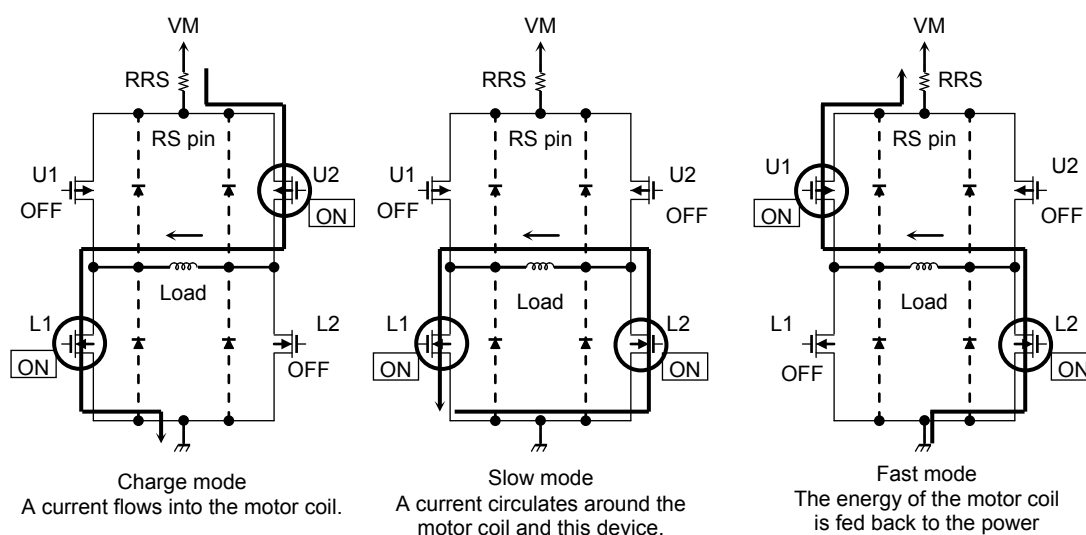 VM
RRS
RS pin
U1
OFF
U2
ON
Load
L1
ON
L2
OFF
Charge mode
A current flows into the motor coil.
VM
RRS
RS pin
U1
OFF
U2
OFF
Load
L1
ON
L2
ON
Slow mode
A current circulates around the
motor coil and this device.
VM
RRS
RS pin
U1
ON
U2
OFF
Load
L1
OFF
L2
ON
Fast mode
The energy of the motor coil
is fed back to the power